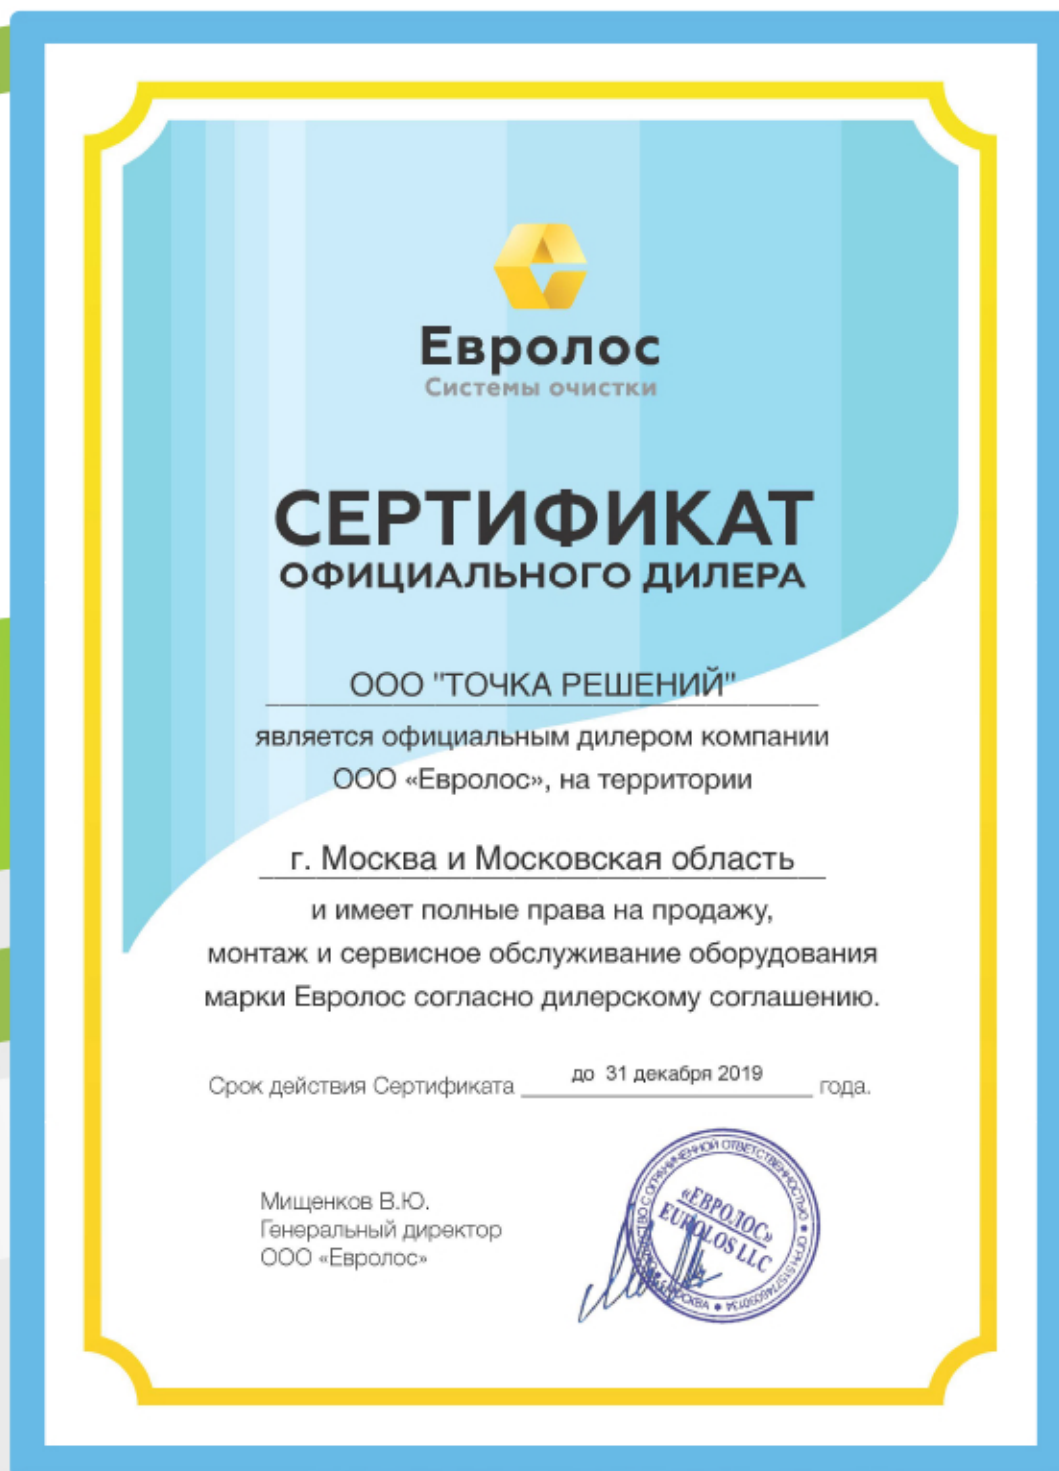 Евролос
Системы очистки
СЕРТИФИКАТ
ОФИЦИАЛЬНОГО ДИЛЕРА
ООО "ТОЧКА РЕШЕНИЙ"
является официальным дилером компании
ООО «Евролос», на территории
г. Москва и Московская область
и имеет полные права на продажу,
монтаж и сервисное обслуживание оборудования
марки Евролос согласно дилерскому соглашению.
Срок действия Сертификата до 31 декабря 2019 года.
Мищенков В.Ю.
Генеральный директор
ООО «Евролос»
С ОГРАНИЧЕННОЙ ОТВЕТСТВЕННОСТЬЮ
«ЕВРОЛОС»
EUROLOS LLC